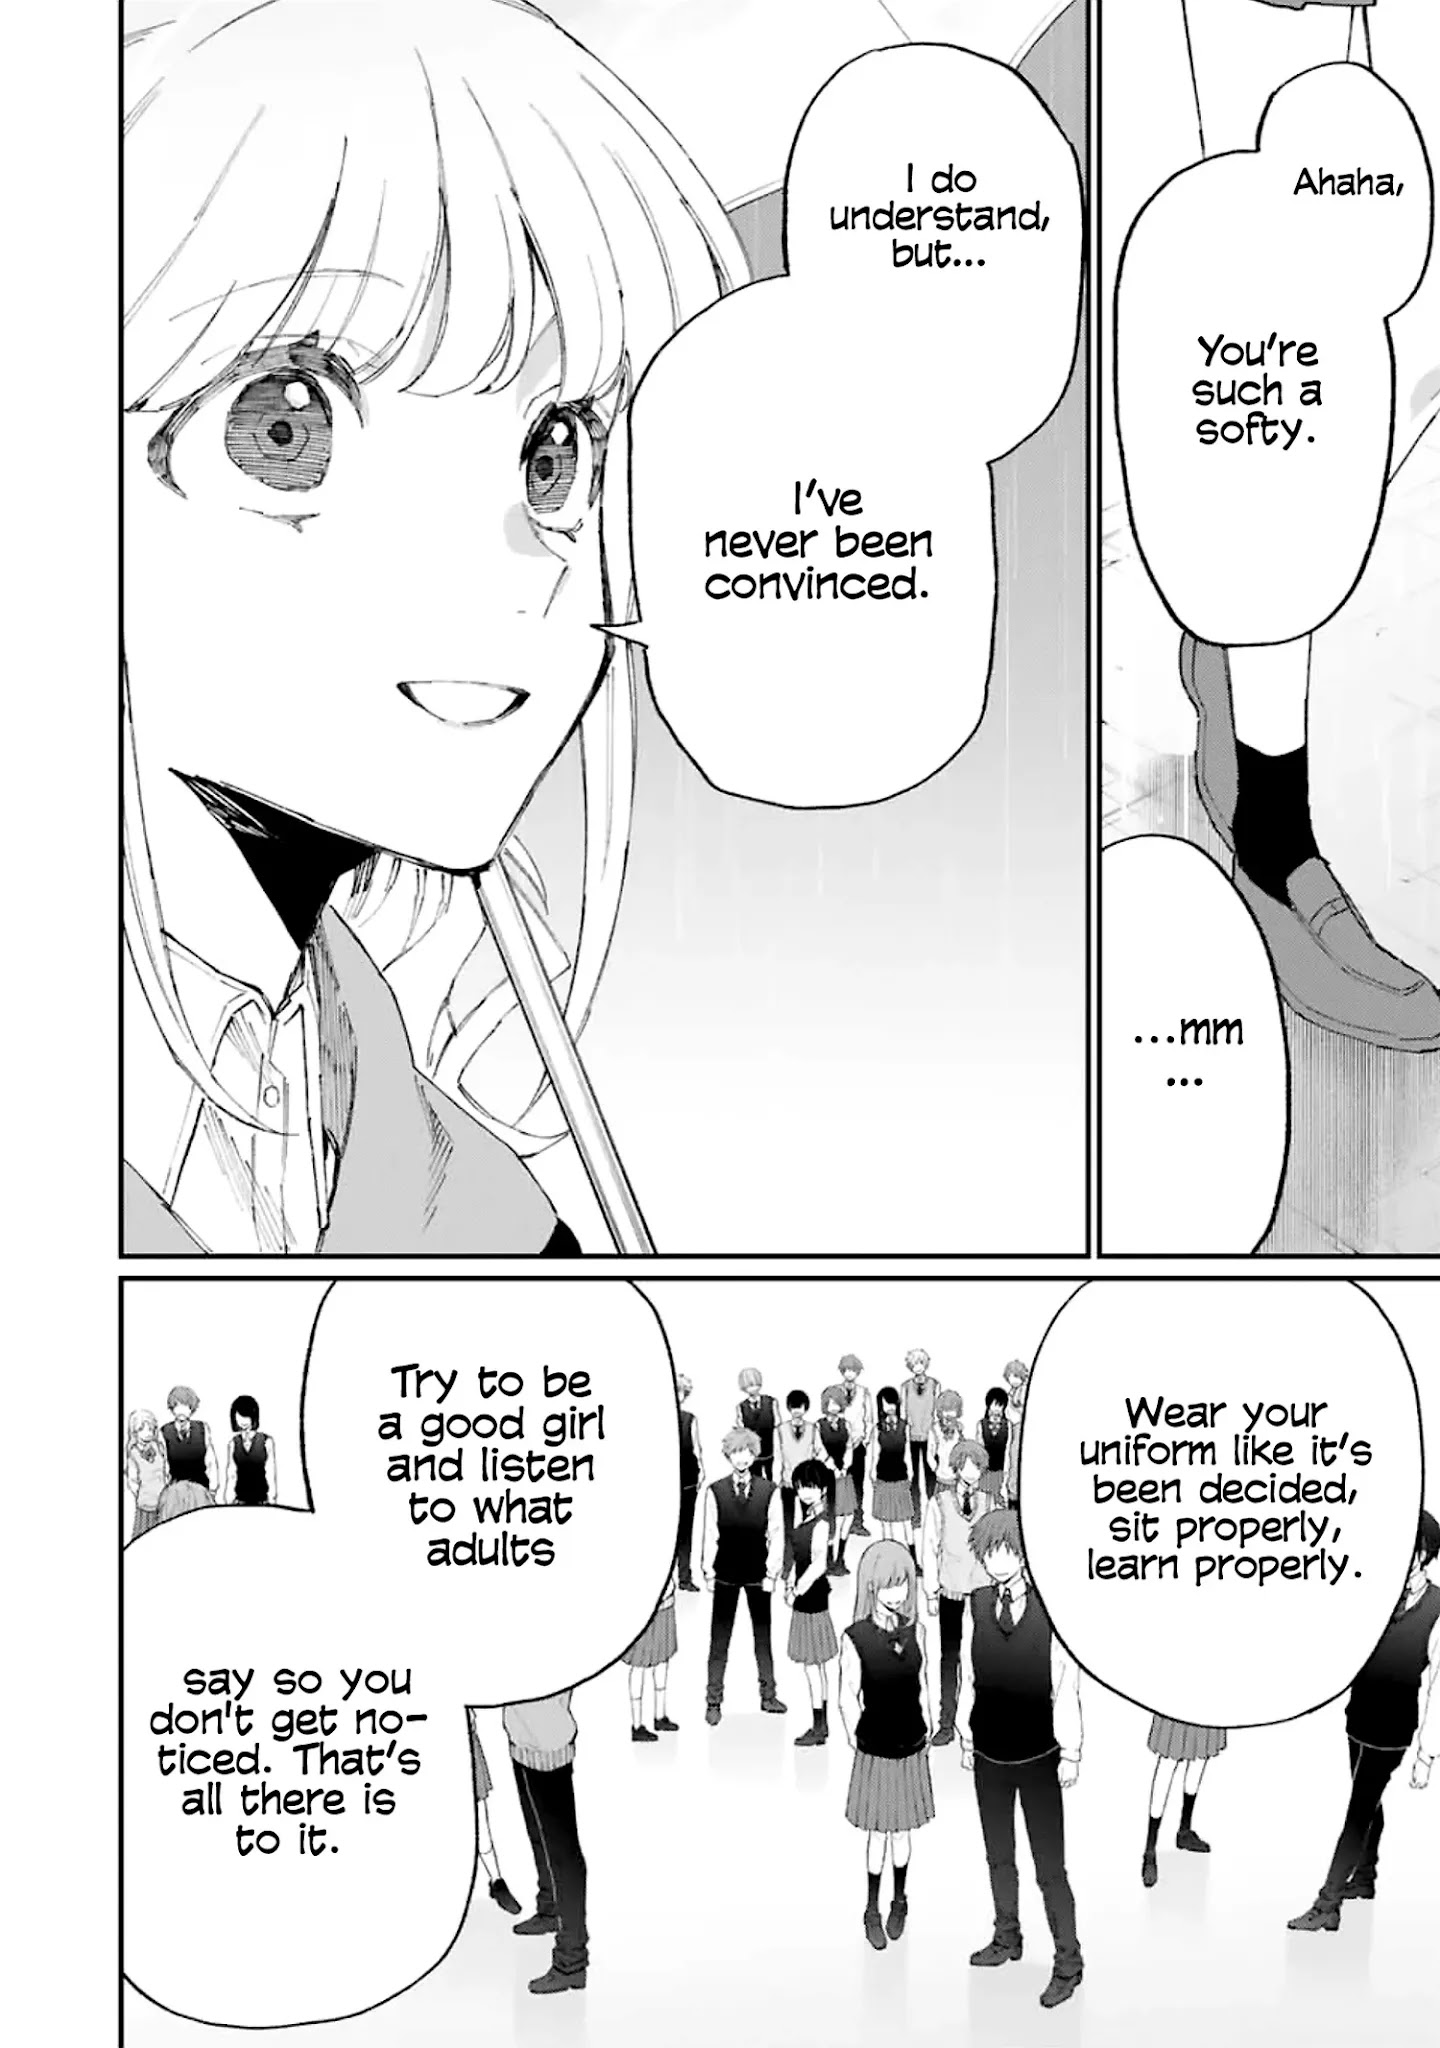 Ahaha,
You're
such a
softy.
...mm
...
I do
understand,
but...
I've
never been
convinced.
Wear your
uniform like it's
been decided,
sit properly,
learn properly.
Try to be
a good girl
and listen
to what
adults
say so you
don't get no-
ticed. That's
all there is
to it.